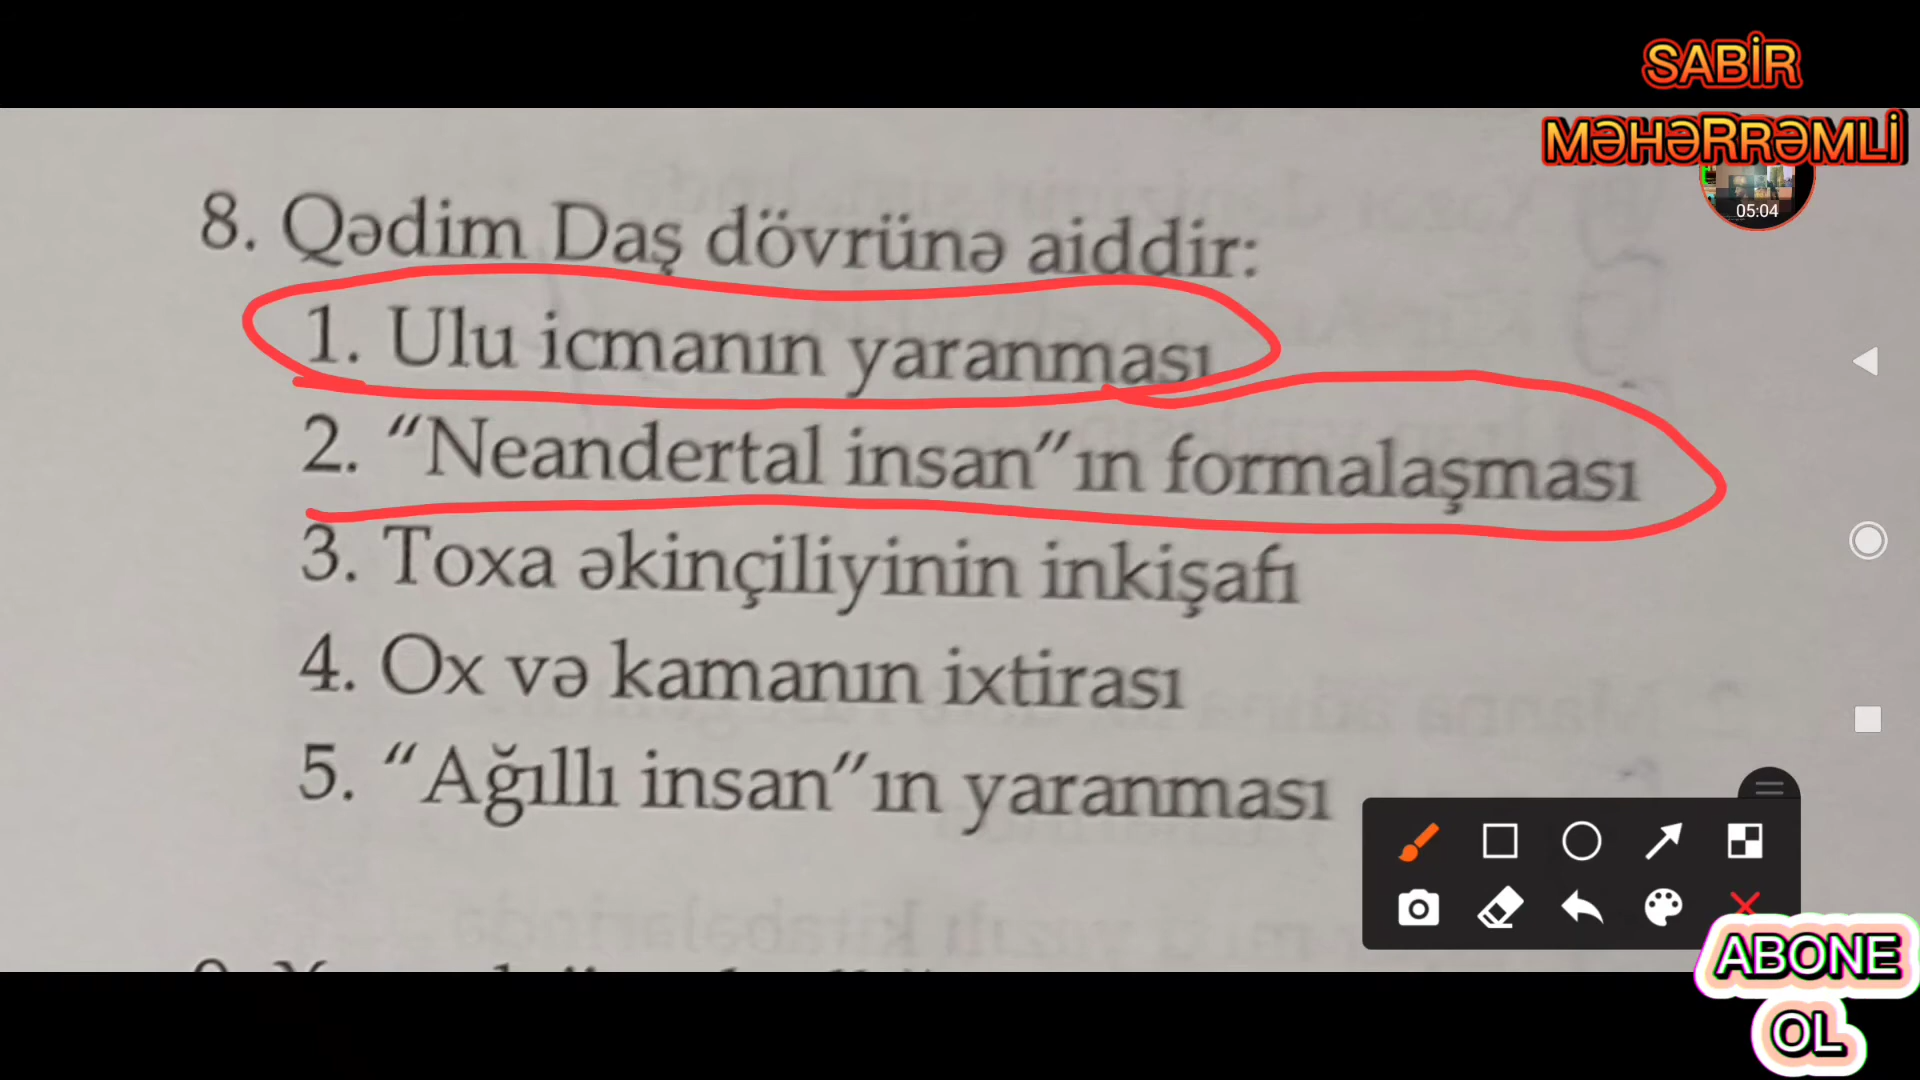 SABİR
MƏHƏRRƏMLİ
05:04
8. Qədim Daş dövrünə aiddir:
1. Ulu icmanın yaranması
2. “Neandertal insan”ın formalaşması
3. Toxa əkinçiliyinin inkişafı
4. Ox və kamanın ixtirası
5. “Ağıllı insan”ın yaranması
ABONE
OL